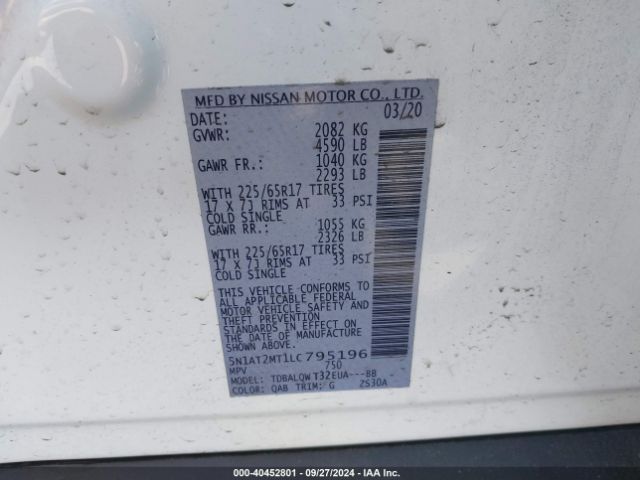 MFD BY NISSAN MOTOR CO., LTD.
DATE: 03/20
GVWR: 2082 KG
4590 LB
GAWR FR.: 1040 KG
2293 LB
WITH 225/65R17 TIRES
17 X 7J RIMS AT 33 PSI
COLD SINGLE
GAWR RR.: 1055 KG
2326 LB
WITH 225/65R17 TIRES
17 X 7J RIMS AT 33 PSI
COLD SINGLE
THIS VEHICLE CONFORMS TO
ALL APPLICABLE FEDERAL
MOTOR VEHICLE SAFETY AND
THEFT PREVENTION
STANDARDS IN EFFECT ON
THE DATE OF MANUFACTURE
SHOWN ABOVE.
5N1AT2MT1LC795196
MPV 750
MODEL: TDBALQWT32EUA---BB
COLOR: QAB TRIM: G ZS30A
000-40452801 - 09/27/2024 - IAA Inc.